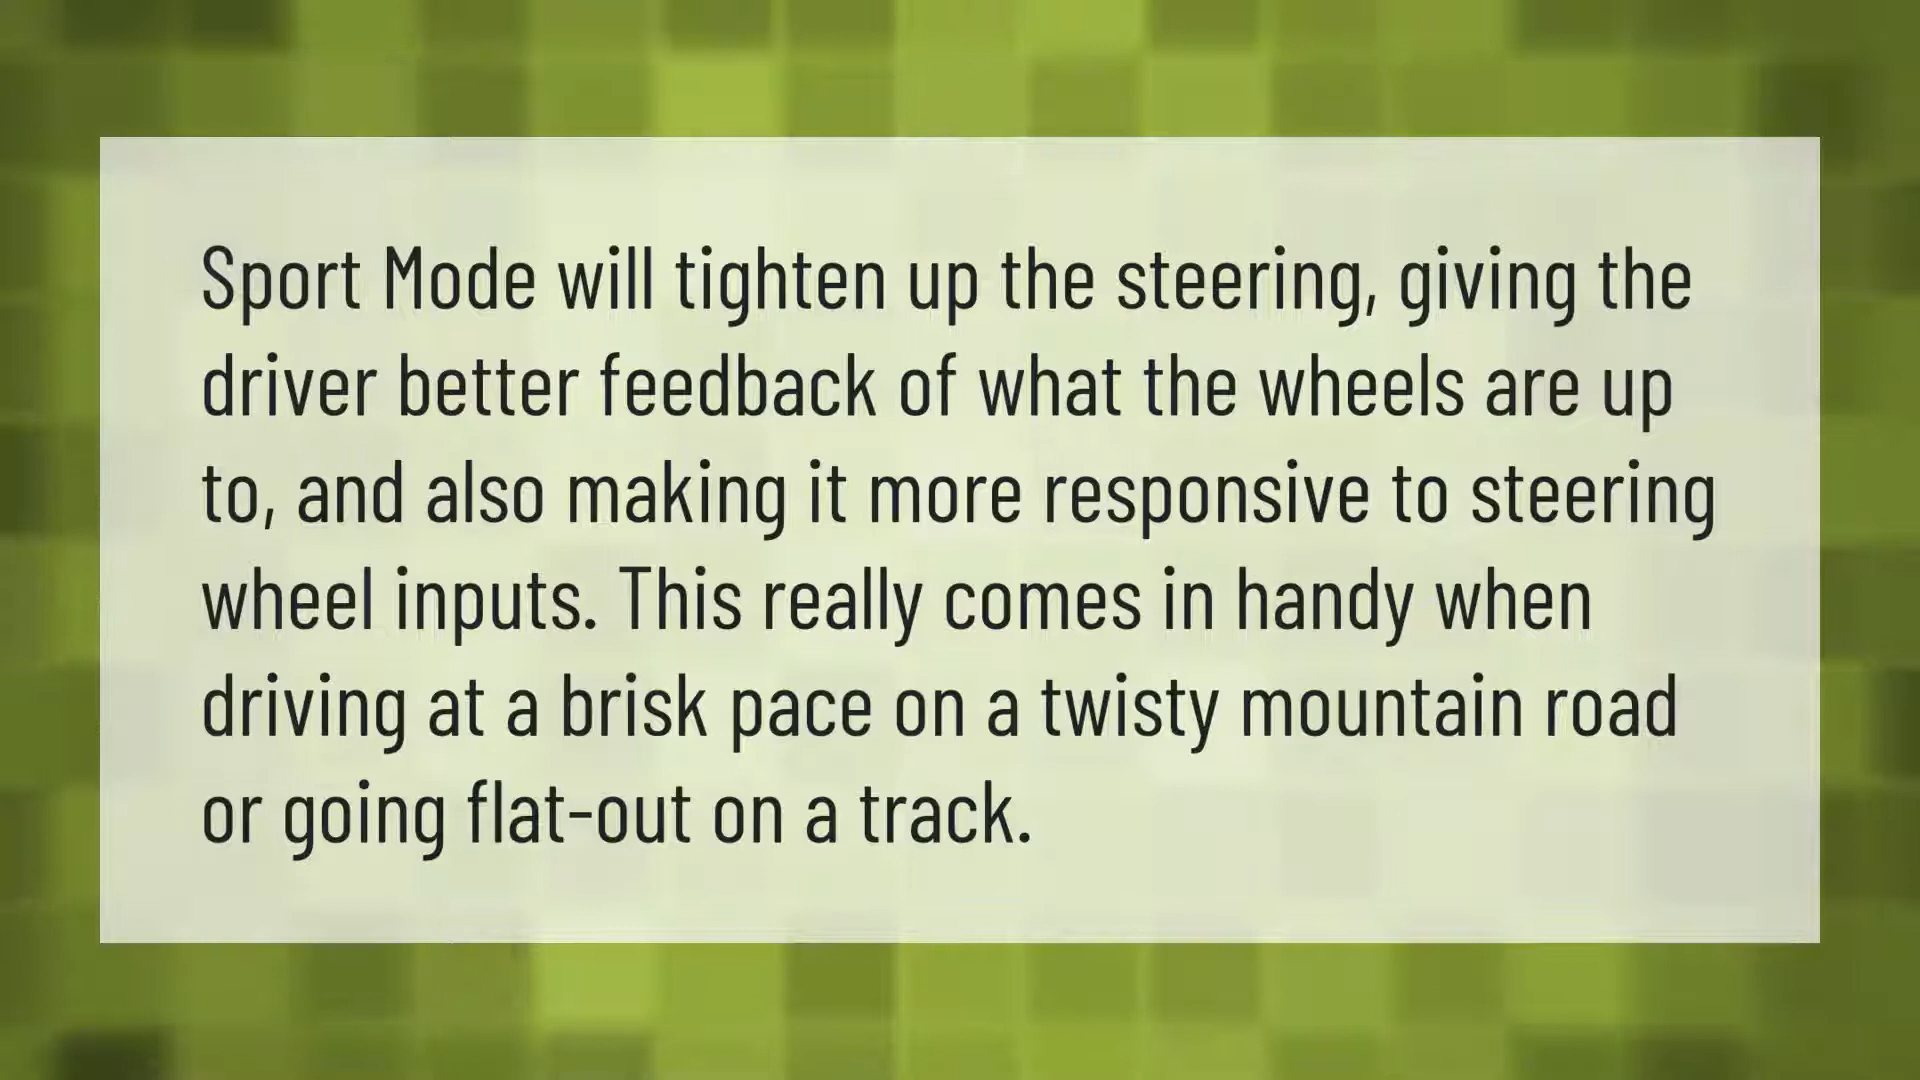 Sport Mode will tighten up the steering, giving the
driver better feedback of what the wheels are up
to, and also making it more responsive to steering
wheel inputs. This really comes in handy when
driving at a brisk pace on a twisty mountain road
or going flat-out on a track.